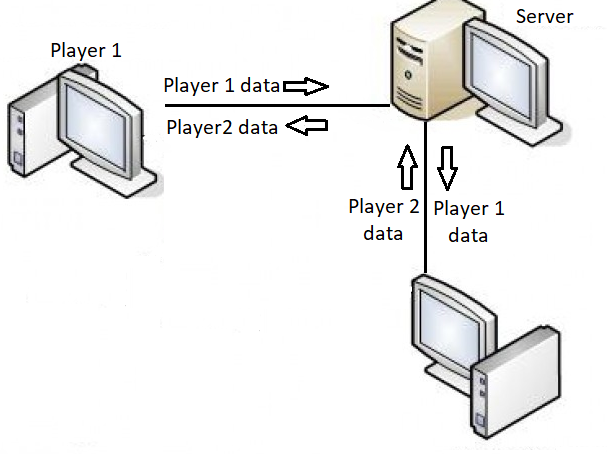 Server
Player 1
Player 1 data
Player2 data
Player 2
data
Player 1
data